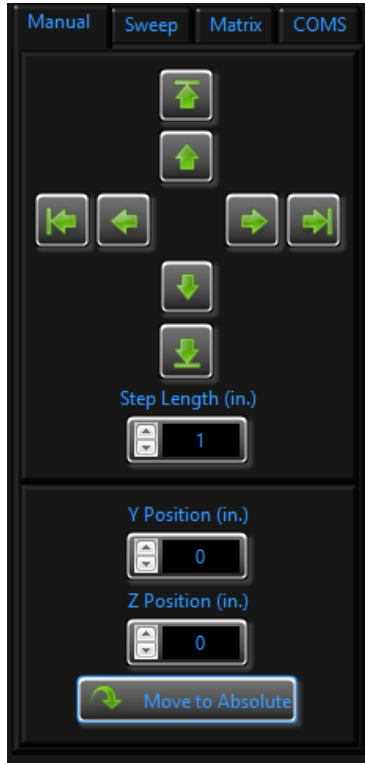 Manual Sweep Matrix COMS
Step Length (in.)
1
Y Position (in.)
0
Z Position (in.)
0
Move to Absolute